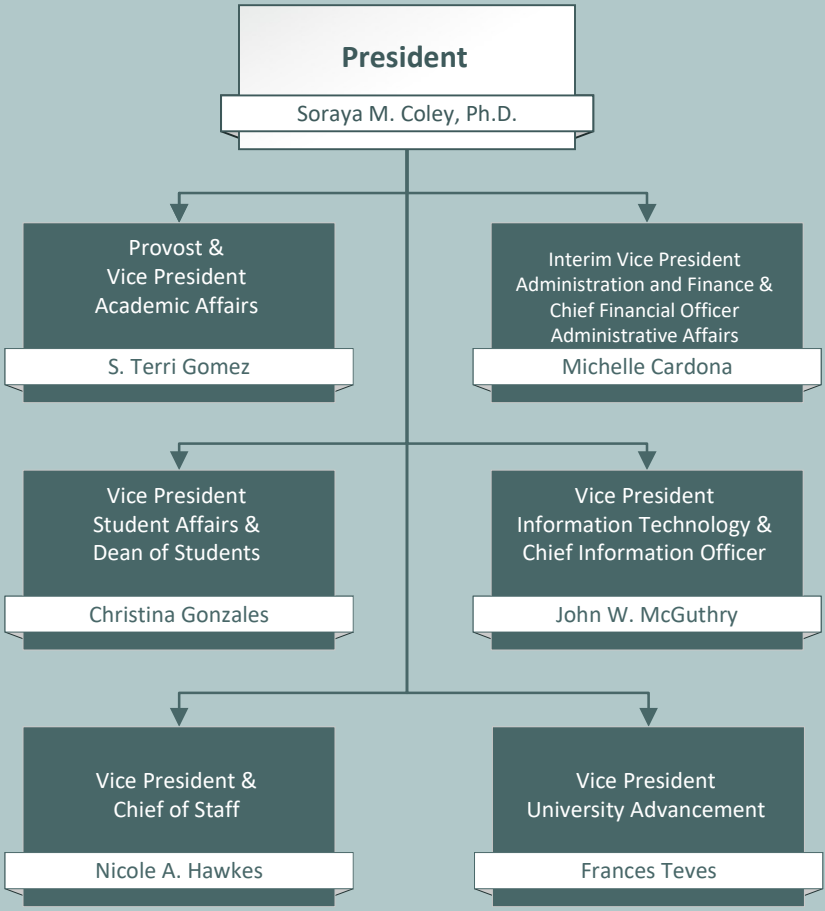 President
Soraya M. Coley, Ph.D.
Provost &
Vice President
Academic Affairs
S. Terri Gomez
Interim Vice President
Administration and Finance &
Chief Financial Officer
Administrative Affairs
Michelle Cardona
Vice President
Student Affairs &
Dean of Students
Christina Gonzales
Vice President
Information Technology &
Chief Information Officer
John W. McGuthry
Vice President &
Chief of Staff
Nicole A. Hawkes
Vice President
University Advancement
Frances Teves